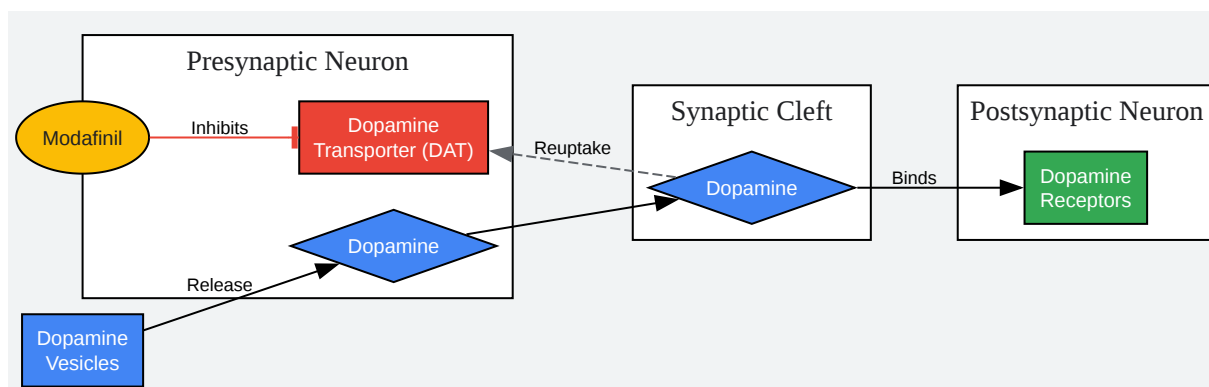 Presynaptic Neuron
Modafinil
Inhibits
Dopamine
Transporter (DAT)
Reuptake
Synaptic Cleft
Dopamine
Binds
Postsynaptic Neuron
Dopamine
Receptors
Dopamine
Release
Dopamine
Vesicles